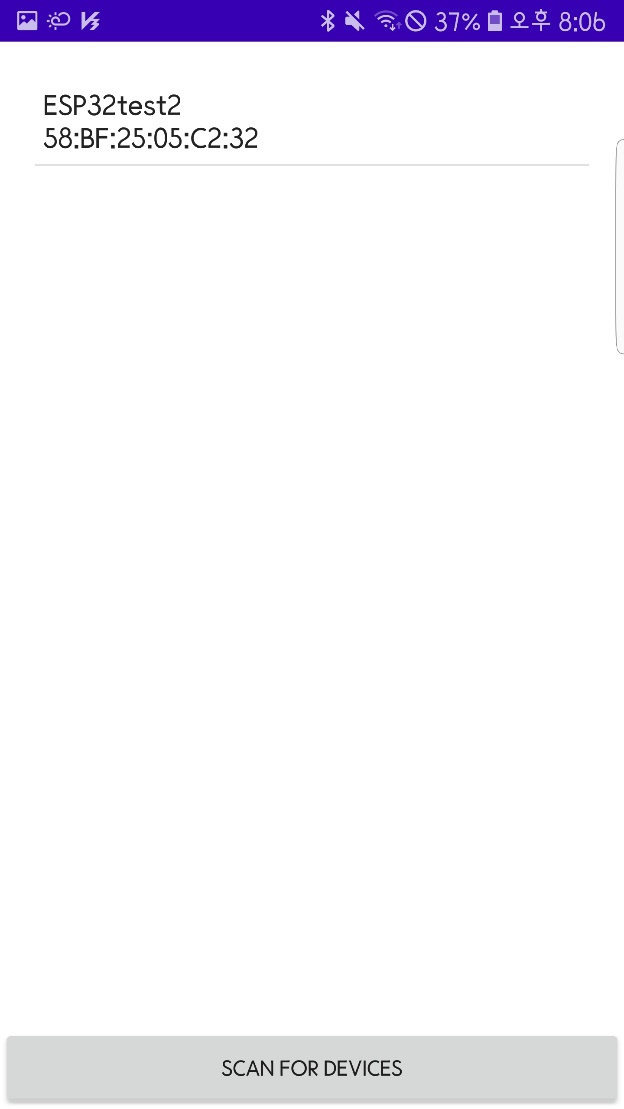 37% 오후 8:06
ESP32test2
58:BF:25:05:C2:32
SCAN FOR DEVICES